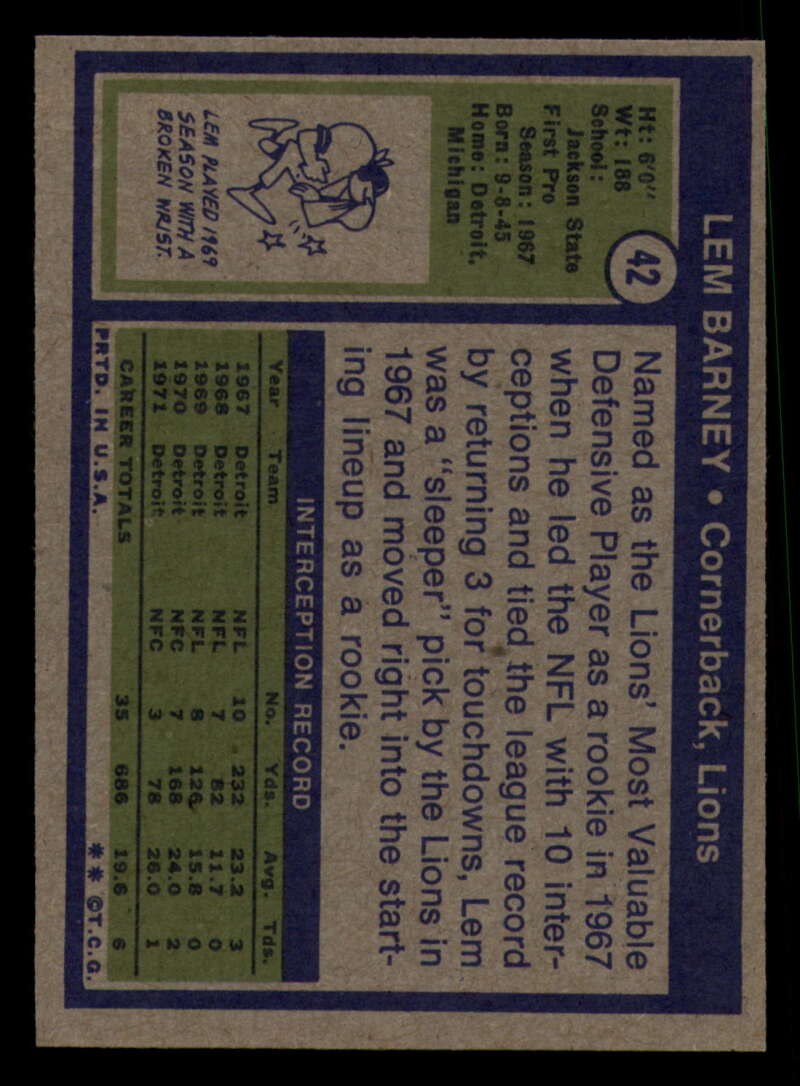 LEM BARNEY • Cornerback, Lions
42
Ht: 6'0"
Wt: 188
School:
Jackson State
First Pro
Season: 1967
Born: 9-8-45
Home: Detroit,
Michigan
LEM PLAYED 1969
SEASON WITH A
BROKEN WRIST.
Named as the Lions' Most Valuable
Defensive Player as a rookie in 1967
when he led the NFL with 10 inter-
ceptions and tied the league record
by returning 3 for touchdowns, Lem
was a "sleeper" pick by the Lions in
1967 and moved right into the start-
ing lineup as a rookie.
INTERCEPTION RECORD
Year Team No. Yds. Avg. Tds.
1967 Detroit NFL 10 232 23.2 3
1968 Detroit NFL 7 82 11.7 0
1969 Detroit NFL 8 126 15.8 0
1970 Detroit NFC 7 168 24.0 2
1971 Detroit NFC 3 78 26.0 1
CAREER TOTALS 35 686 19.6 6
PRTD. IN U.S.A. ** ©T.C.G.